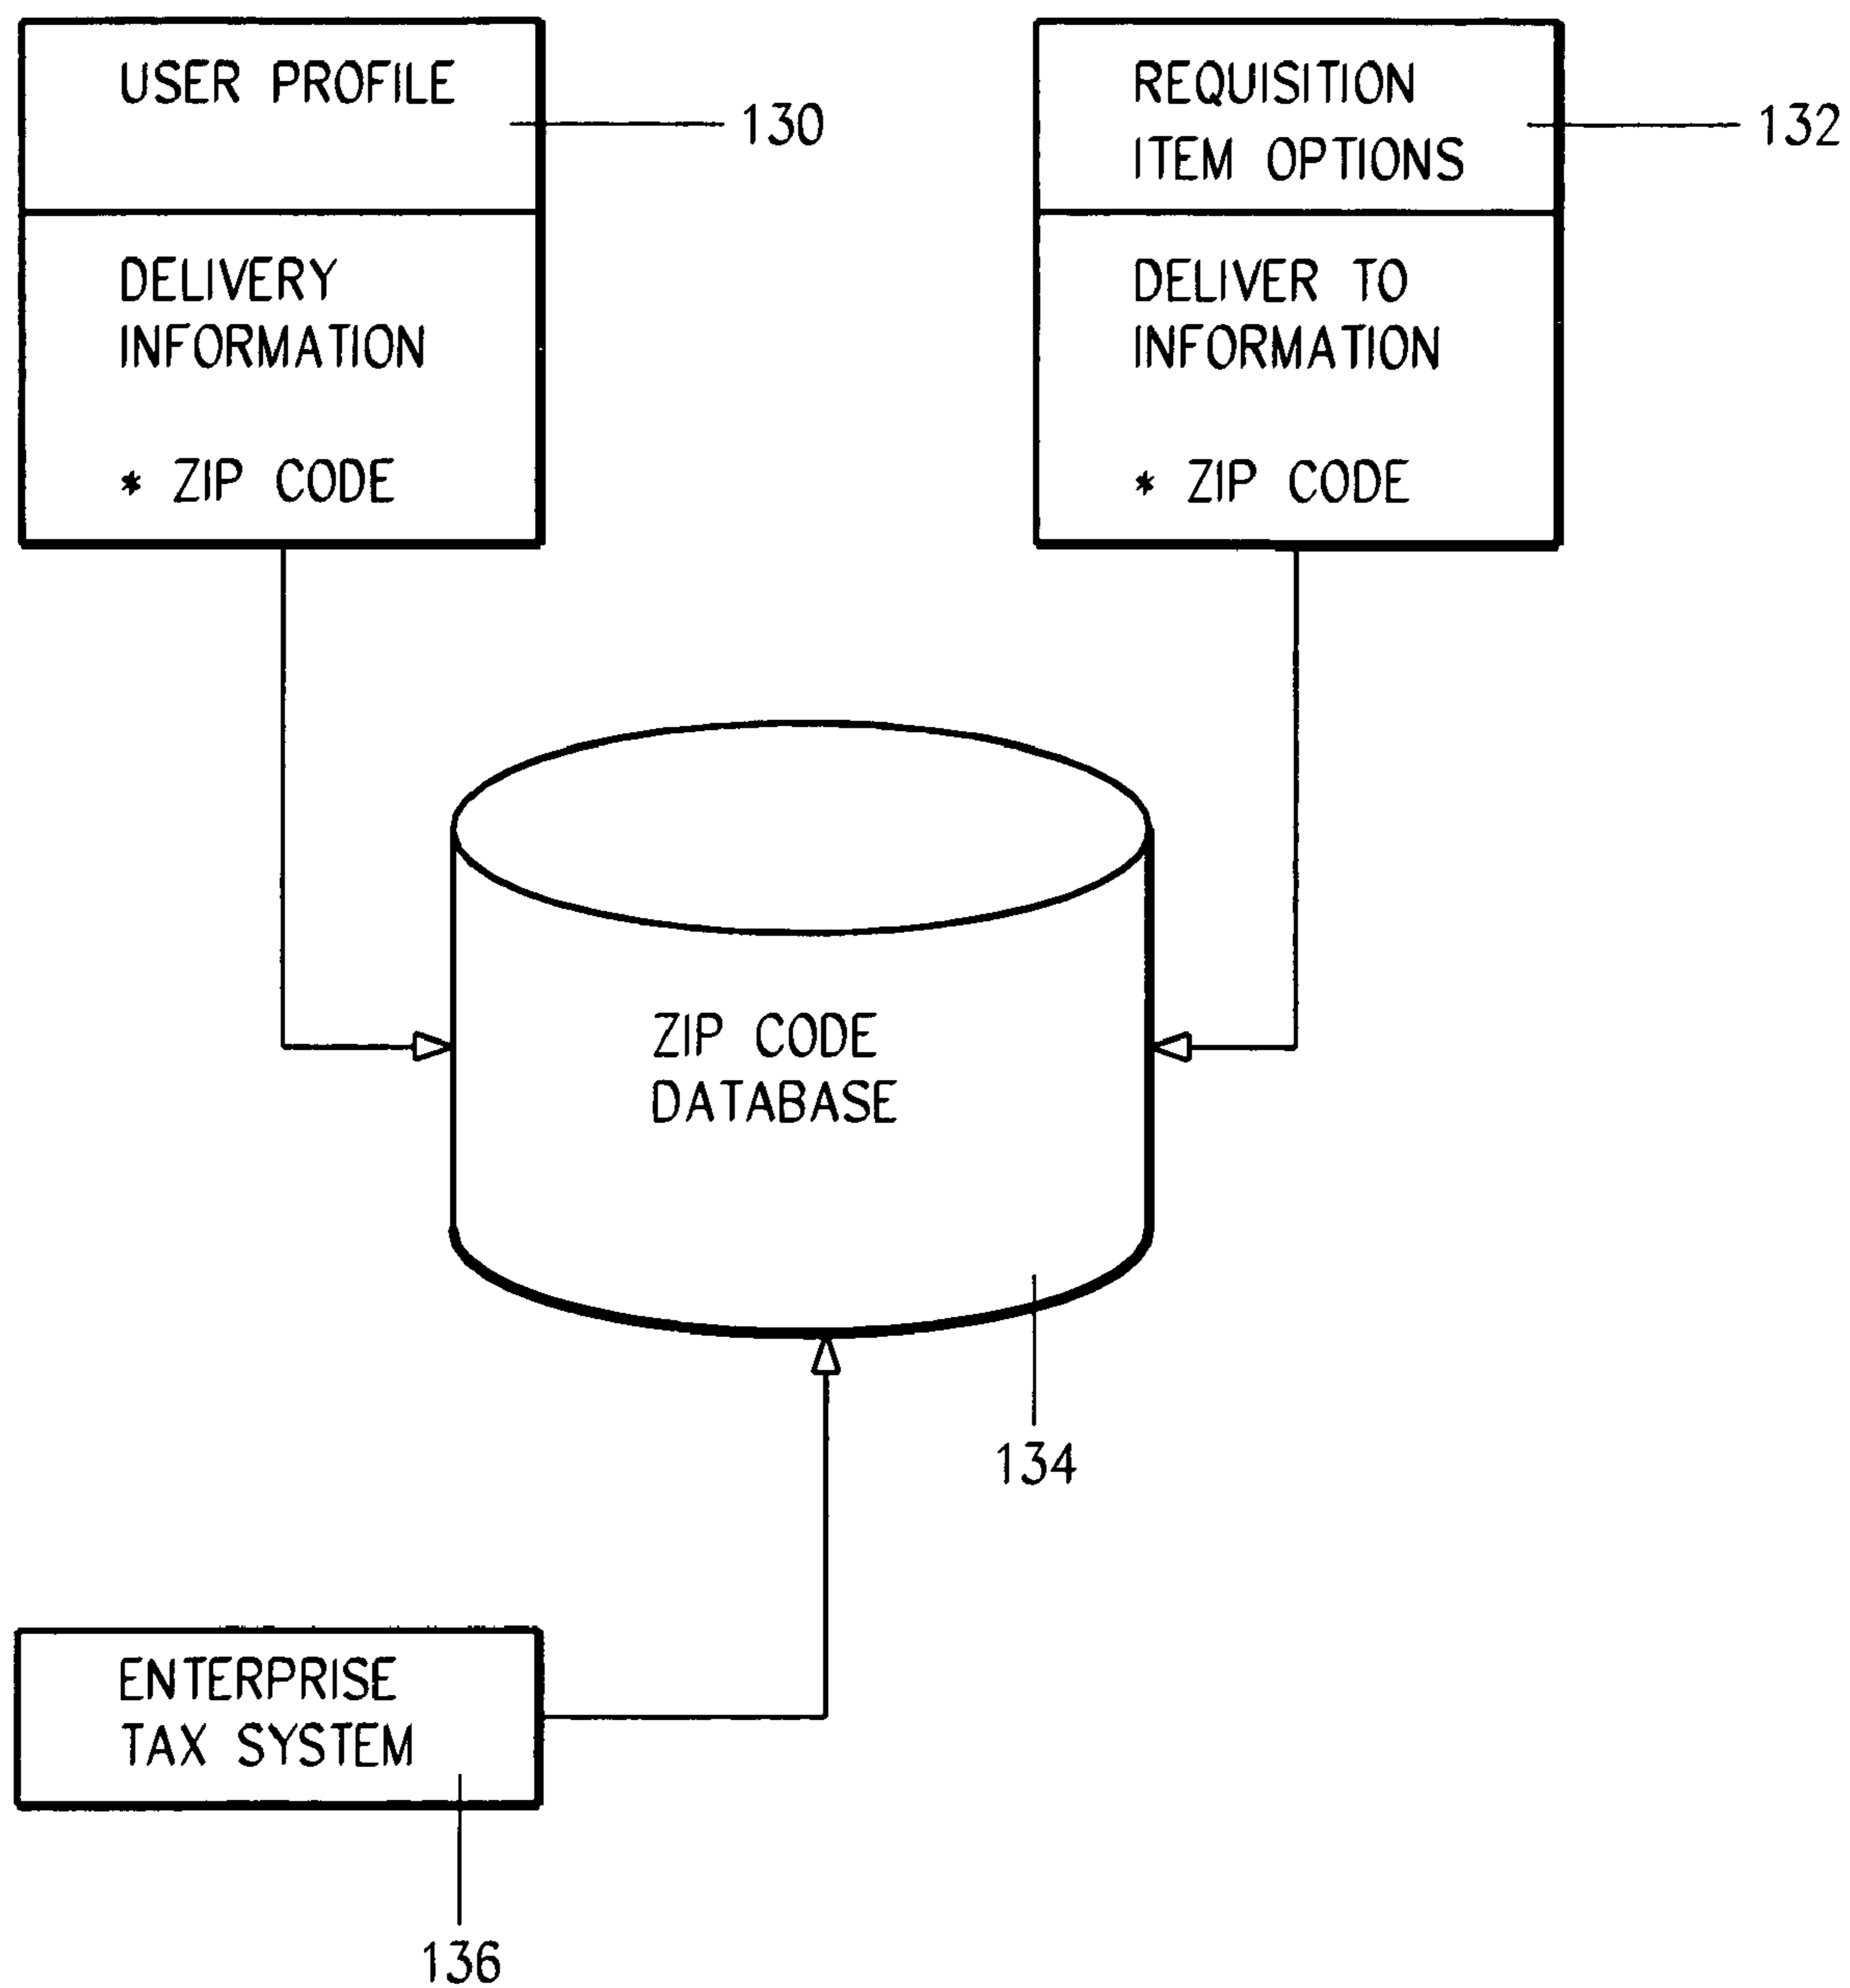 USER PROFILE
130
DELIVERY
INFORMATION
* ZIP CODE
REQUISITION
ITEM OPTIONS
132
DELIVER TO
INFORMATION
* ZIP CODE
ZIP CODE
DATABASE
134
ENTERPRISE
TAX SYSTEM
136